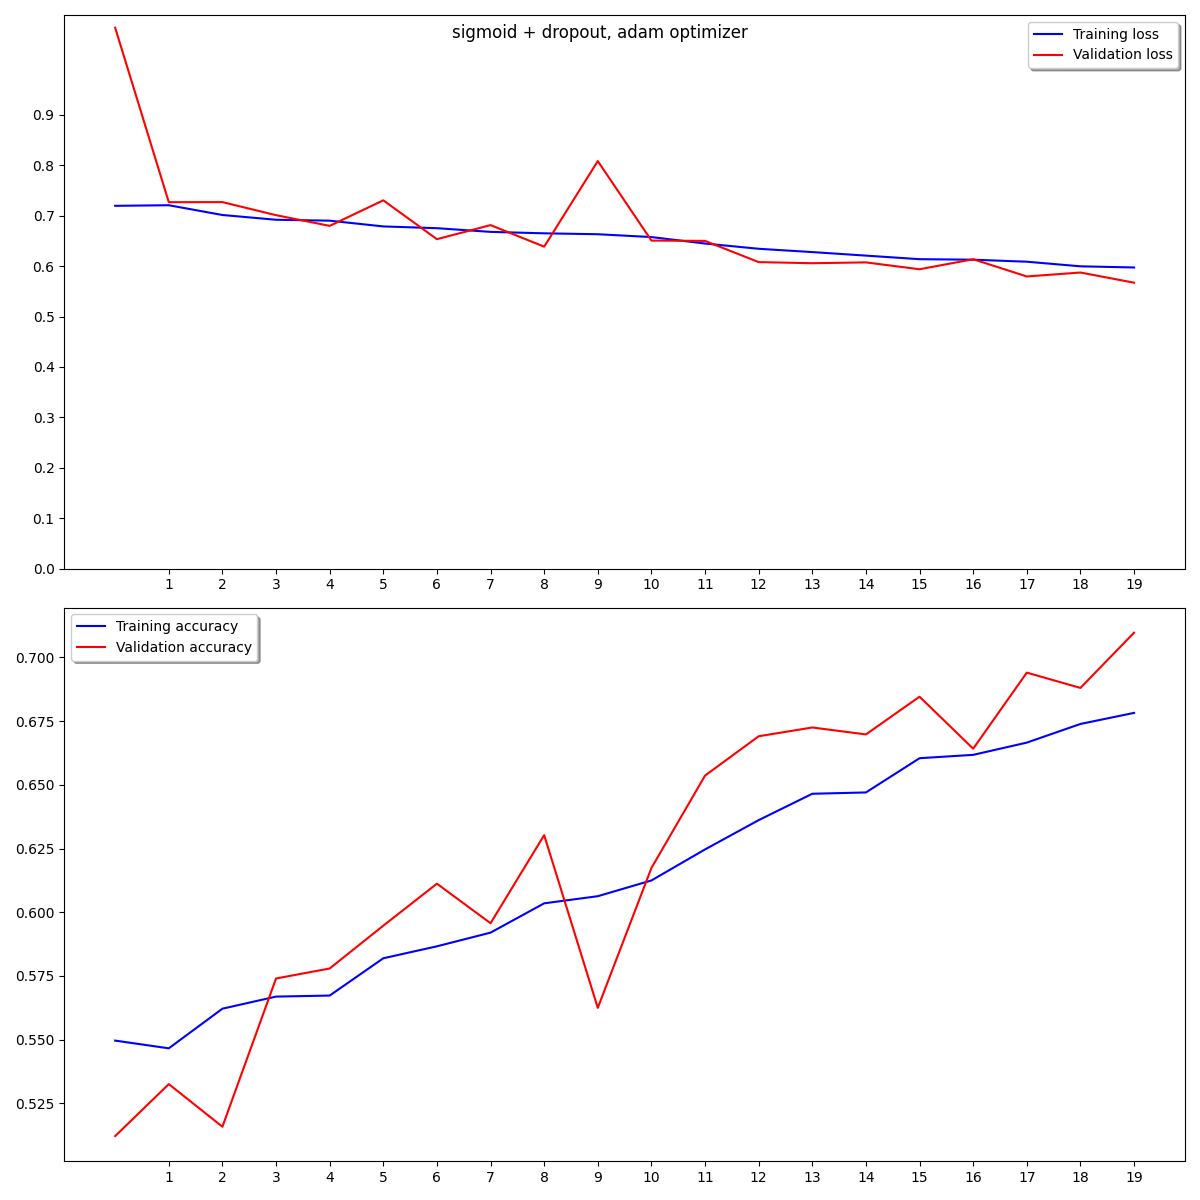 sigmoid + dropout, adam optimizer
Training loss
Validation loss
0.9
0.8
0.7
0.6
0.5
0.4
0.3
0.2
0.1
0.0
1 2 3 4 5 6 7 8 9 10 11 12 13 14 15 16 17 18 19
Training accuracy
Validation accuracy
0.700
0.675
0.650
0.625
0.600
0.575
0.550
0.525
1 2 3 4 5 6 7 8 9 10 11 12 13 14 15 16 17 18 19